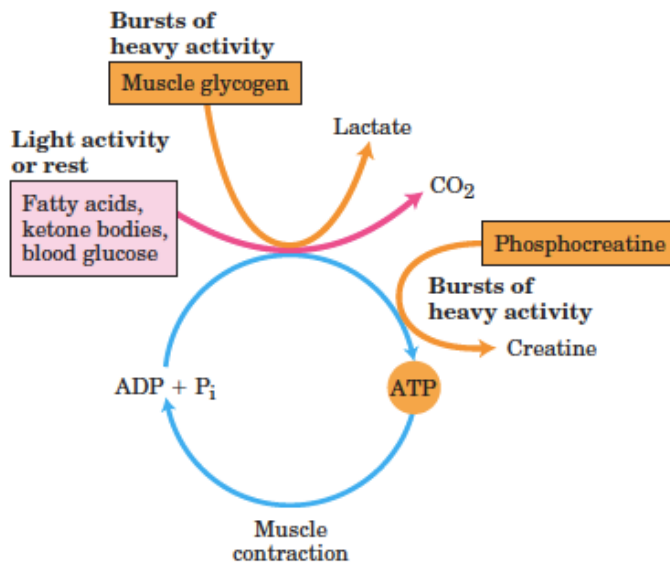 Bursts of
heavy activity
Muscle glycogen
Lactate
Light activity
or rest
CO₂
Fatty acids,
ketone bodies,
blood glucose
Phosphocreatine
Bursts of
heavy activity
Creatine
ADP + Pᵢ
ATP
Muscle
contraction